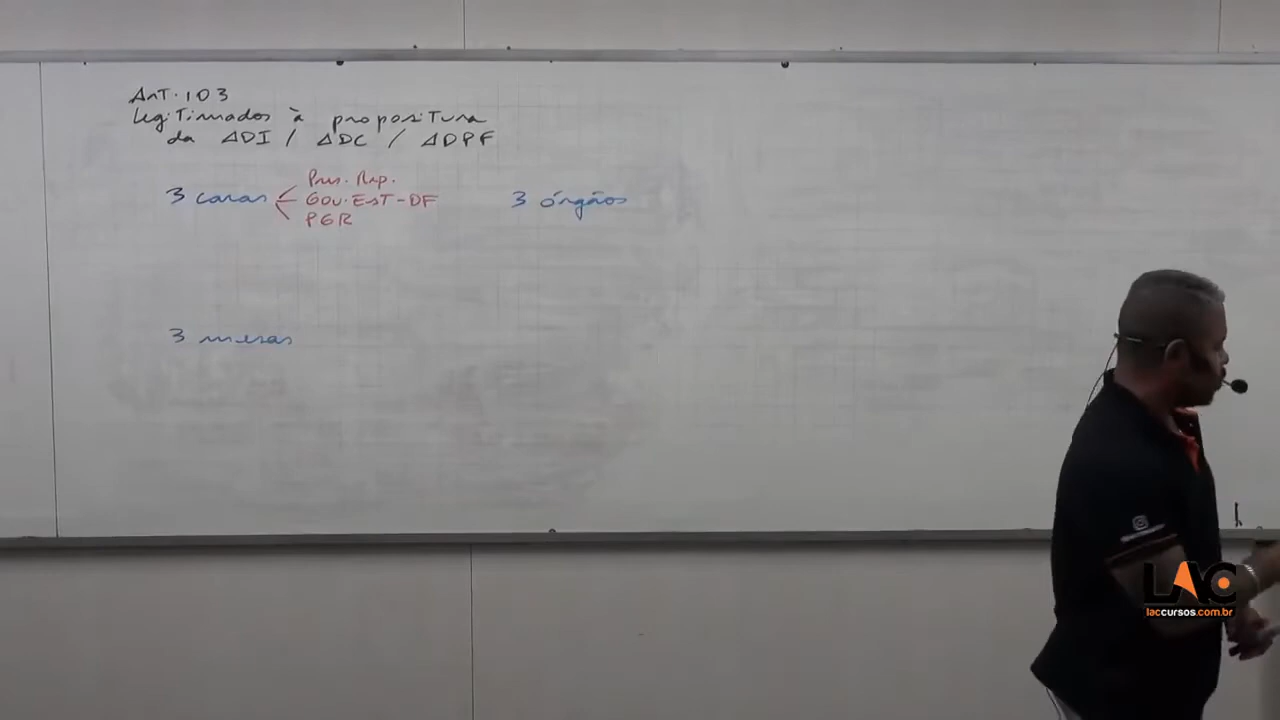 Art. 103
Legitimados à propositura
da ADI / ADC / ADPF
3 caras
Pres. Rep.
GOV. EST-DF
PGR
3 órgãos
3 mesas
LAC
laccursos.com.br